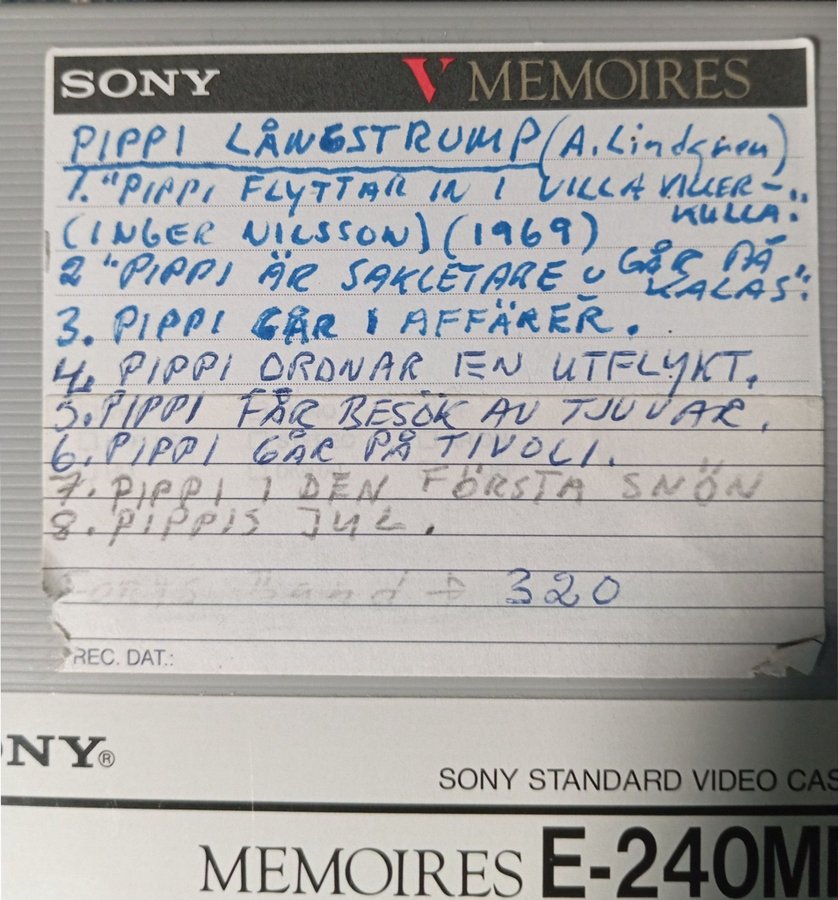 SONY V MEMOIRES
PIPPI LÅNGSTRUMP (A. Lindgren)
1. "PIPPI FLYTTAR IN I VILLA VILLER-
KULLA."
(INGER NILSSON) (1969)
2 "PIPPI ÄR SAKLETARE o GÅR PÅ
KALAS".
3. PIPPI GÅR I AFFÄRER.
4. PIPPI ORDNAR EN UTFLYKT.
5. PIPPI FÅR BESÖK AV TJUVAR.
6. PIPPI GÅR PÅ TIVOLI.
7. PIPPI I DEN FÖRSTA SNÖN
8. PIPPIS JUL.
Band → 320
REC. DAT.:
NY®
SONY STANDARD VIDEO CAS
MEMOIRES E-240M